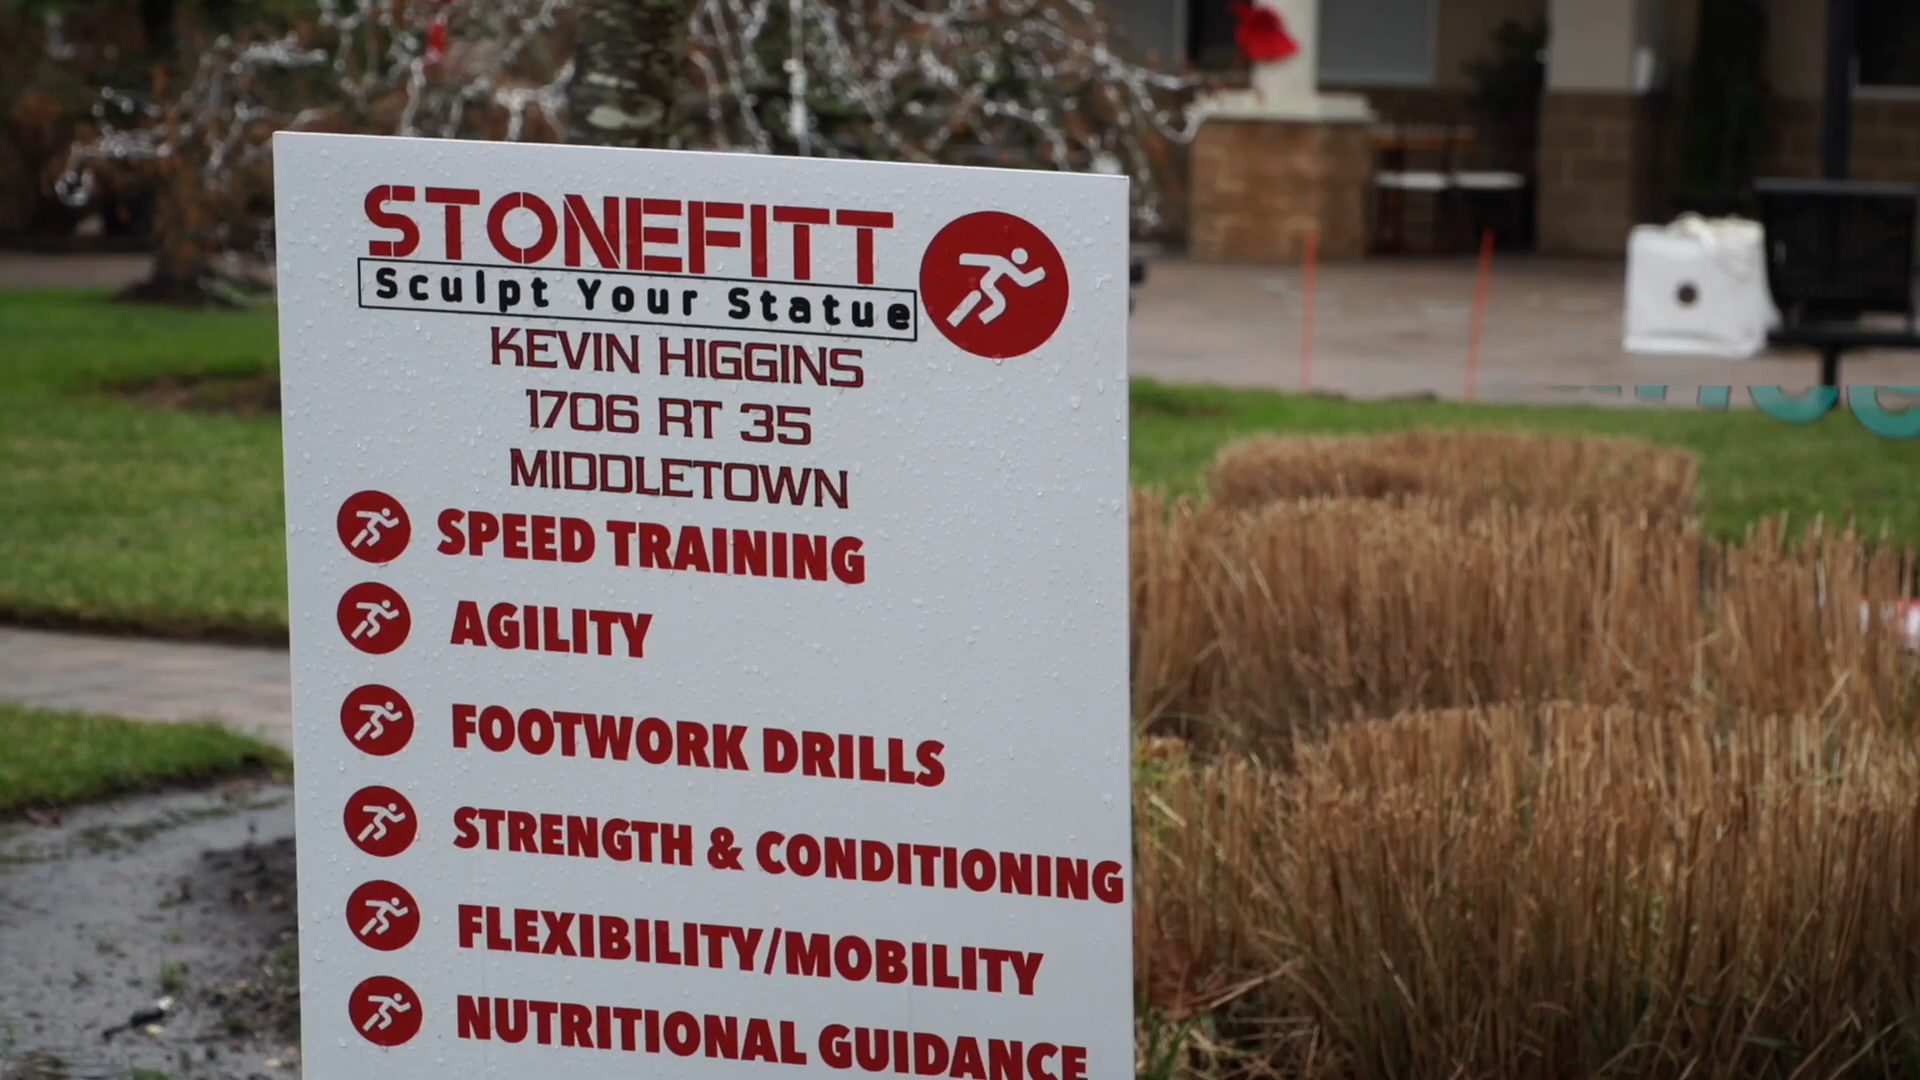 STONEFITT
Sculpt Your Statue
KEVIN HIGGINS
1706 RT 35
MIDDLETOWN
SPEED TRAINING
AGILITY
FOOTWORK DRILLS
STRENGTH & CONDITIONING
FLEXIBILITY/MOBILITY
NUTRITIONAL GUIDANCE